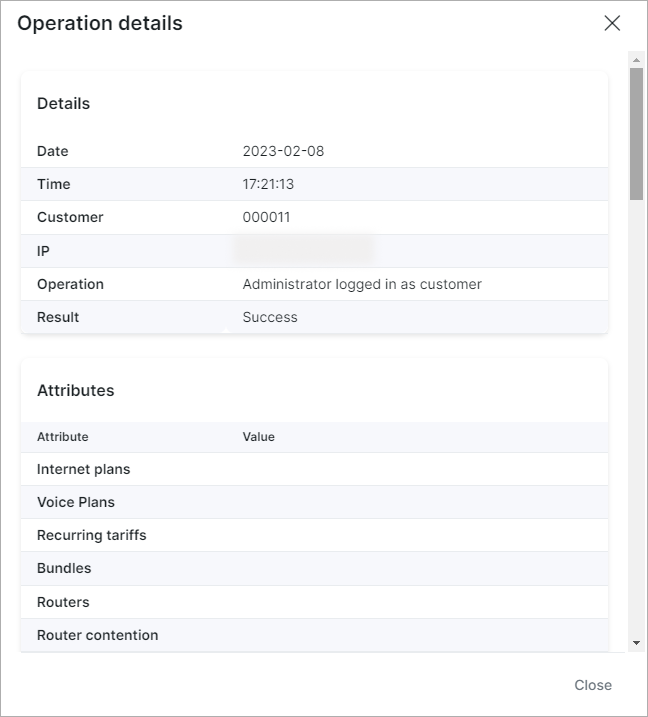 Operation details
Details
Date 2023-02-08
Time 17:21:13
Customer 000011
IP
Operation Administrator logged in as customer
Result Success
Attributes
Attribute Value
Internet plans
Voice Plans
Recurring tariffs
Bundles
Routers
Router contention
Close